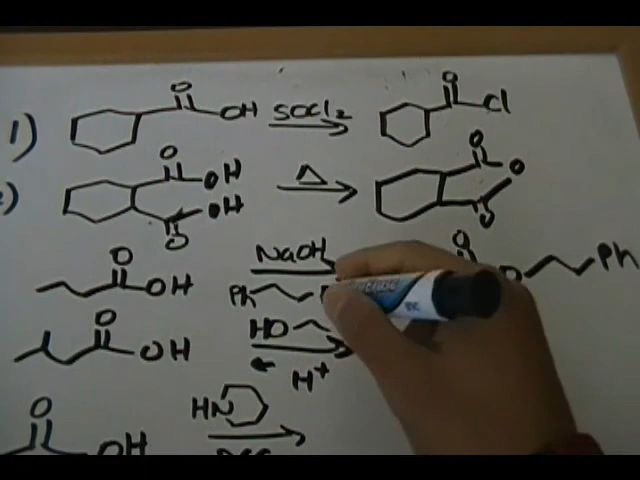 1) O OH SOCl2 O Cl
2) O OH OH O Δ O O O
O OH NaOH O O Ph
Ph
O OH HO
H+
O OH HN